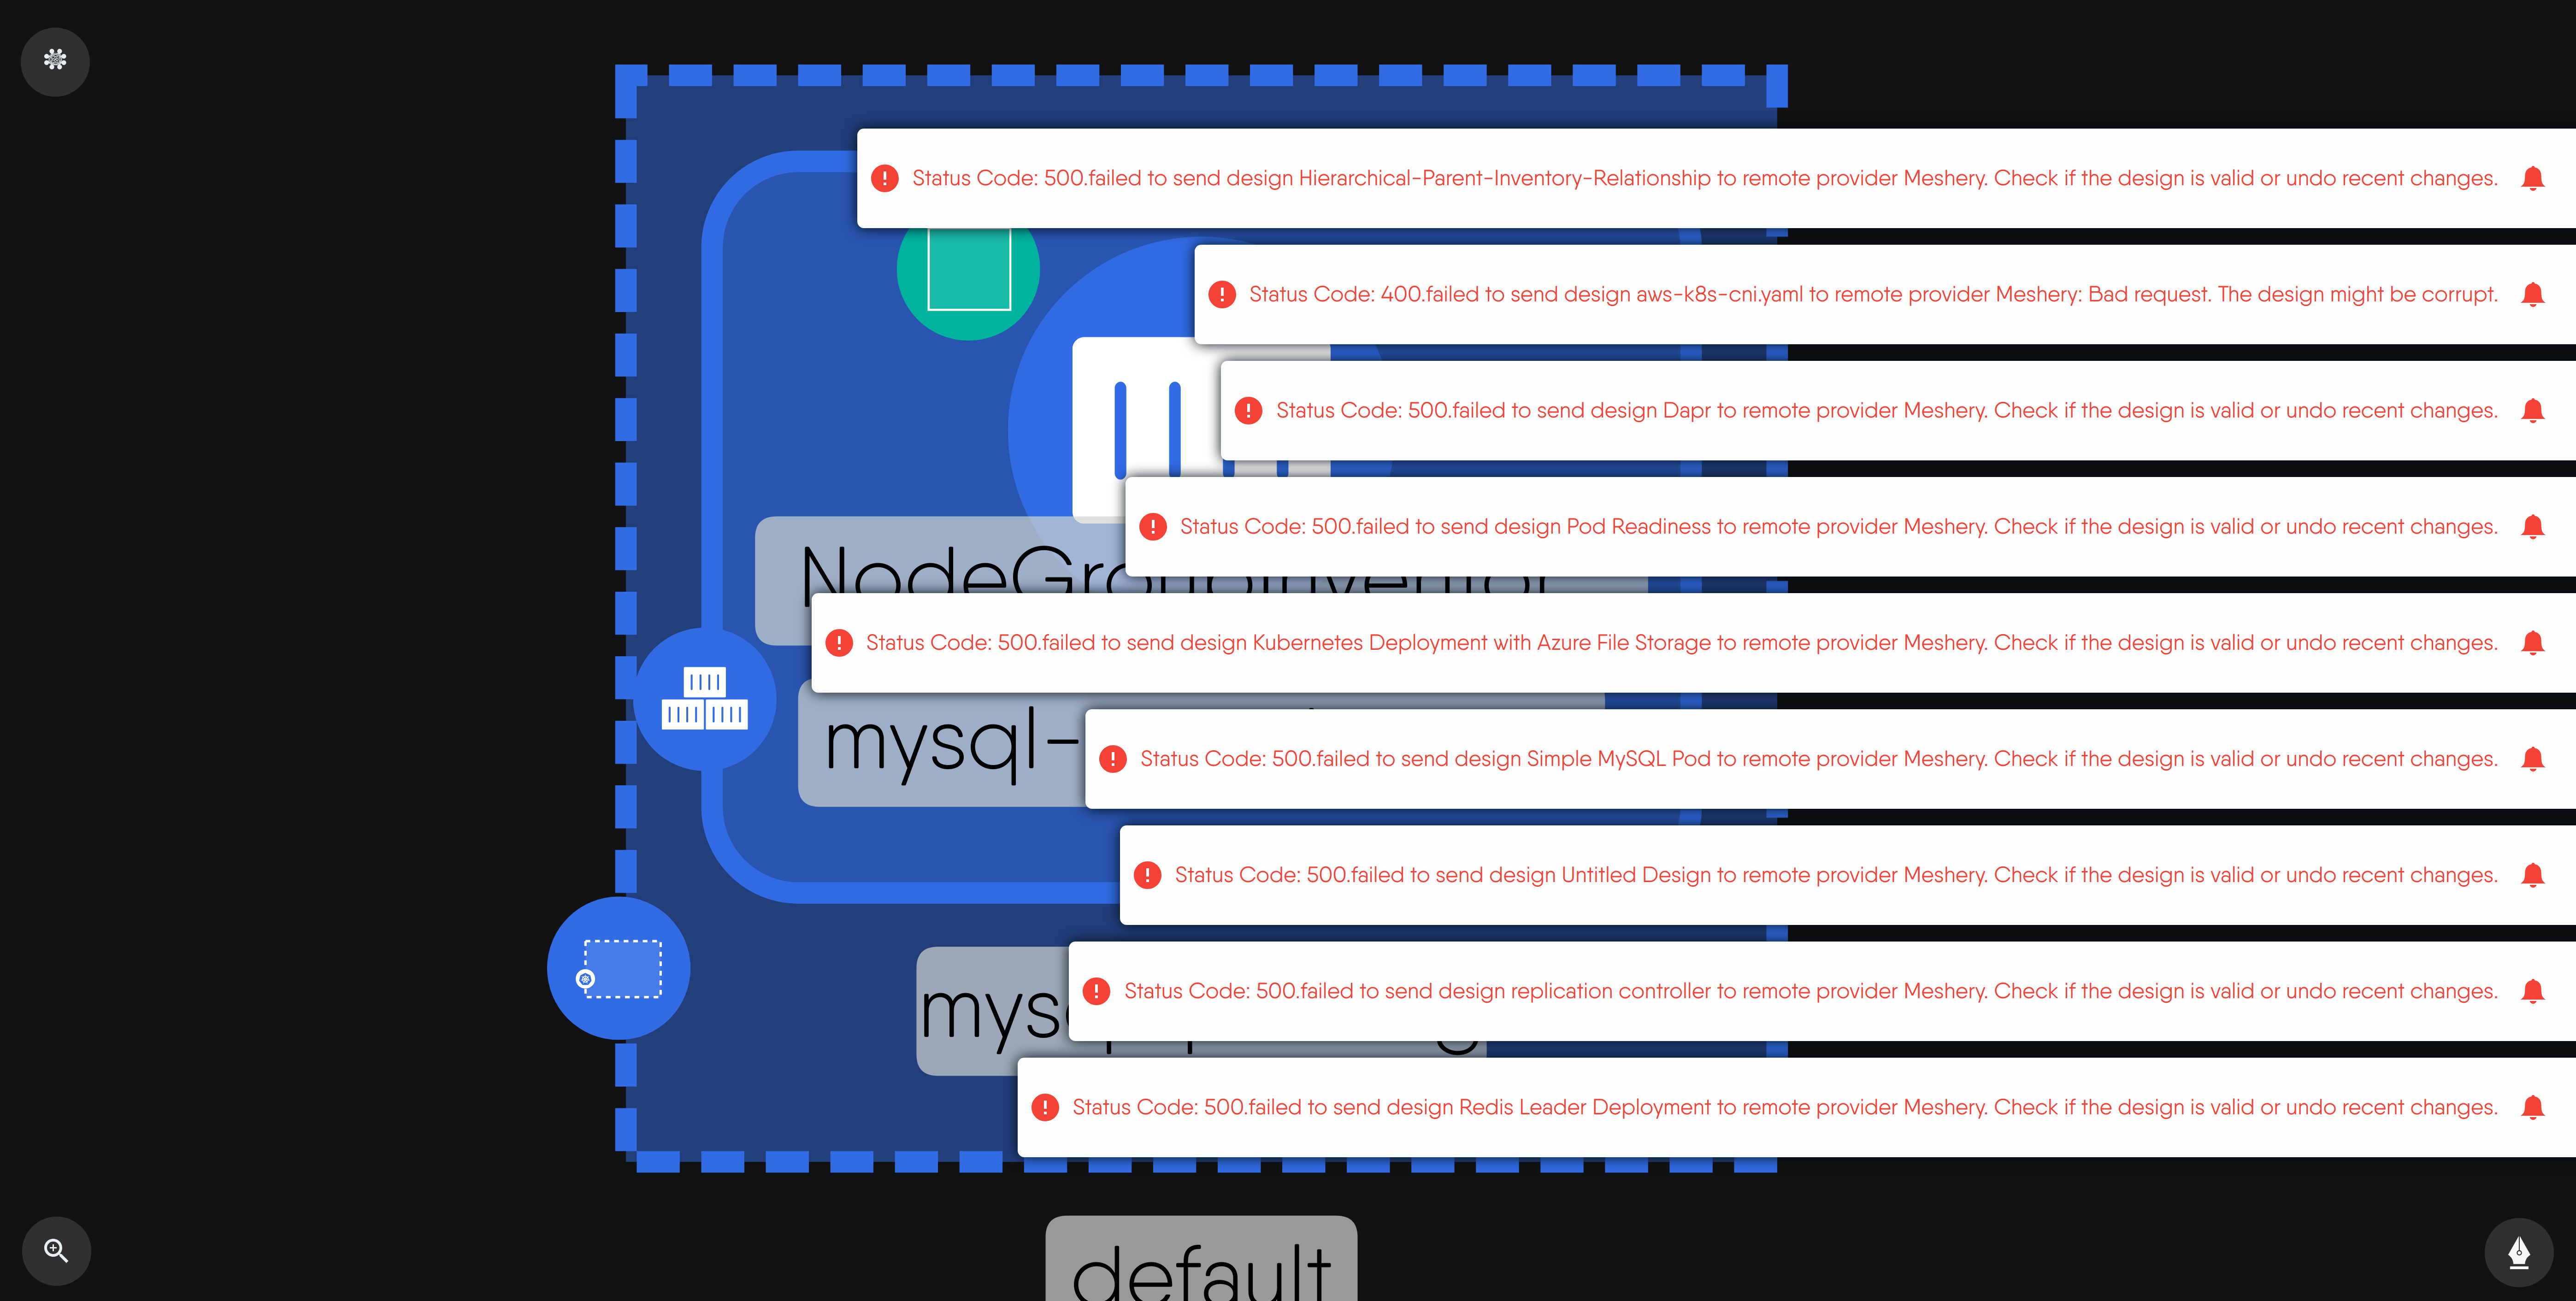 Status Code: 500.failed to send design Hierarchical-Parent-Inventory-Relationship to remote provider Meshery. Check if the design is valid or undo recent changes.
Status Code: 400.failed to send design aws-k8s-cni.yaml to remote provider Meshery: Bad request. The design might be corrupt.
Status Code: 500.failed to send design Dapr to remote provider Meshery. Check if the design is valid or undo recent changes.
Status Code: 500.failed to send design Pod Readiness to remote provider Meshery. Check if the design is valid or undo recent changes.
NodeGroupInventor
Status Code: 500.failed to send design Kubernetes Deployment with Azure File Storage to remote provider Meshery. Check if the design is valid or undo recent changes.
mysql-
Status Code: 500.failed to send design Simple MySQL Pod to remote provider Meshery. Check if the design is valid or undo recent changes.
Status Code: 500.failed to send design Untitled Design to remote provider Meshery. Check if the design is valid or undo recent changes.
Status Code: 500.failed to send design replication controller to remote provider Meshery. Check if the design is valid or undo recent changes.
Status Code: 500.failed to send design Redis Leader Deployment to remote provider Meshery. Check if the design is valid or undo recent changes.
default